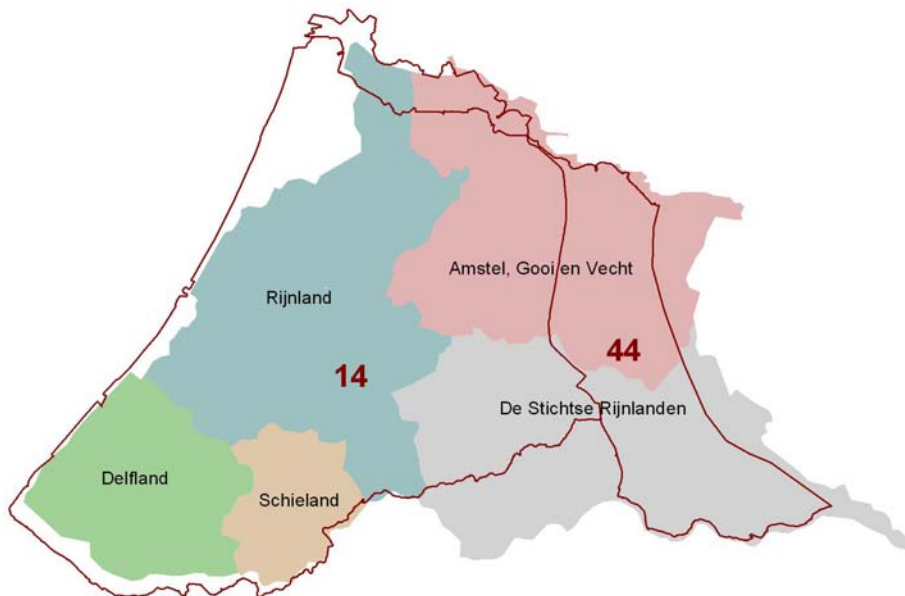 Amstel, Gooi en Vecht
Rijnland
44
14
De Stichtse Rijnlanden
Delfland
Schieland